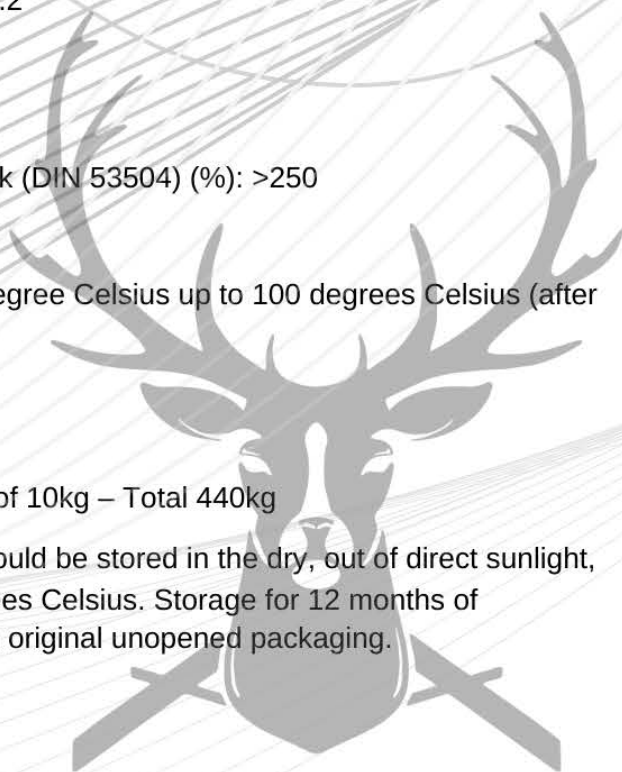 .2
k (DIN 53504) (%): >250
egree Celsius up to 100 degrees Celsius (after
of 10kg – Total 440kg
ould be stored in the dry, out of direct sunlight,
es Celsius. Storage for 12 months of
original unopened packaging.